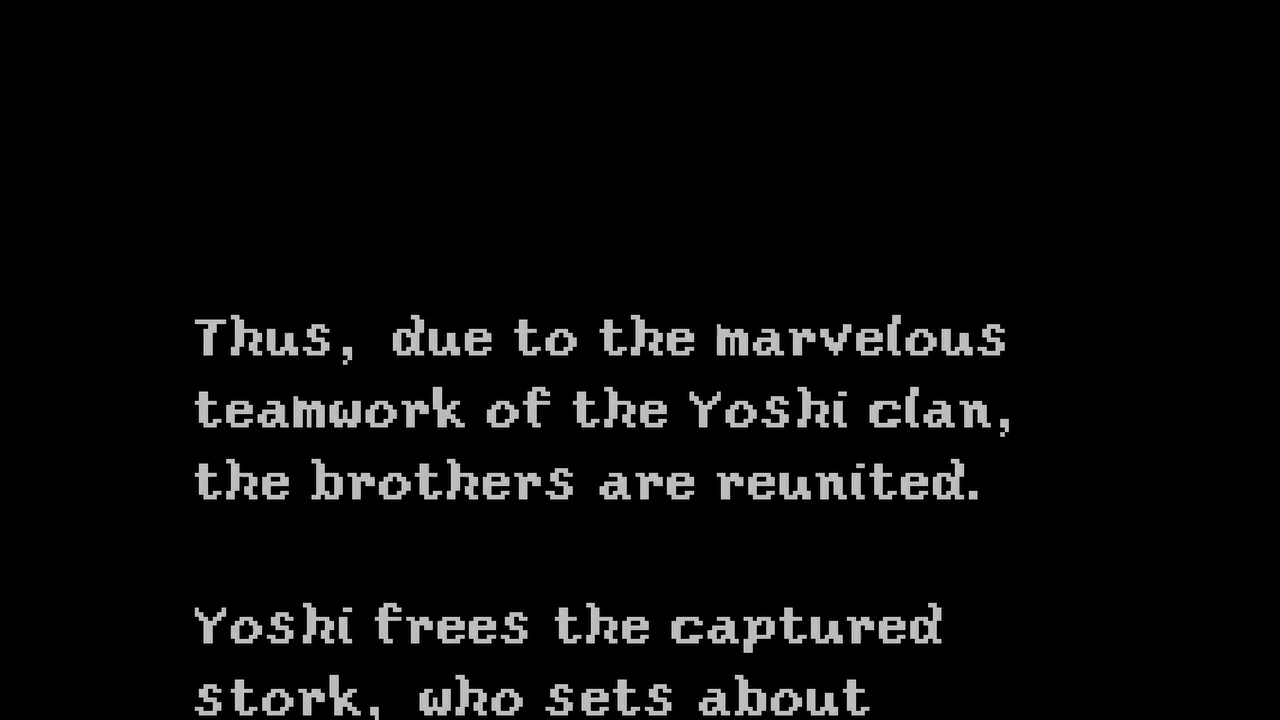 Thus, due to the marvelous
teamwork of the Yoshi clan,
the brothers are reunited.
Yoshi frees the captured
stork, who sets about